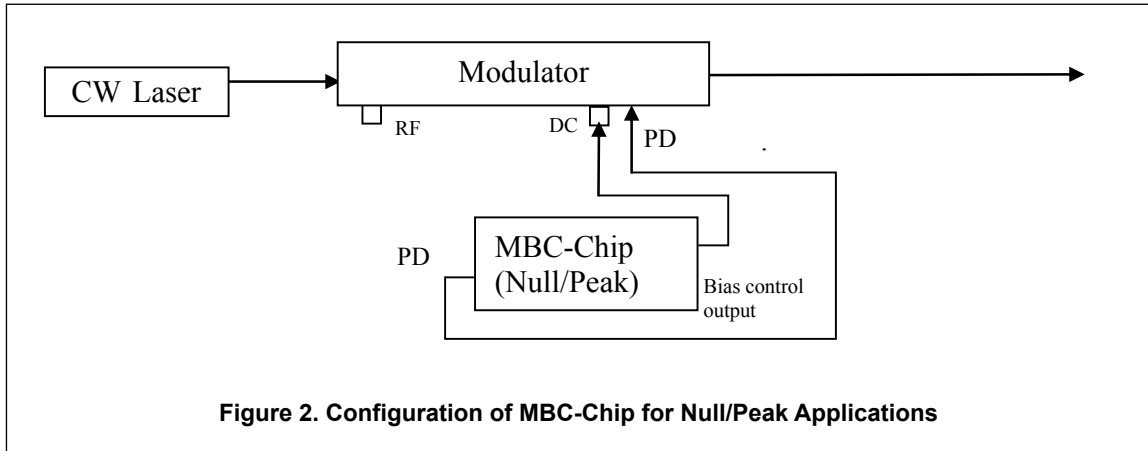 Modulator
CW Laser
RF
DC
PD
PD
MBC-Chip
(Null/Peak)
Bias control
output
Figure 2. Configuration of MBC-Chip for Null/Peak Applications